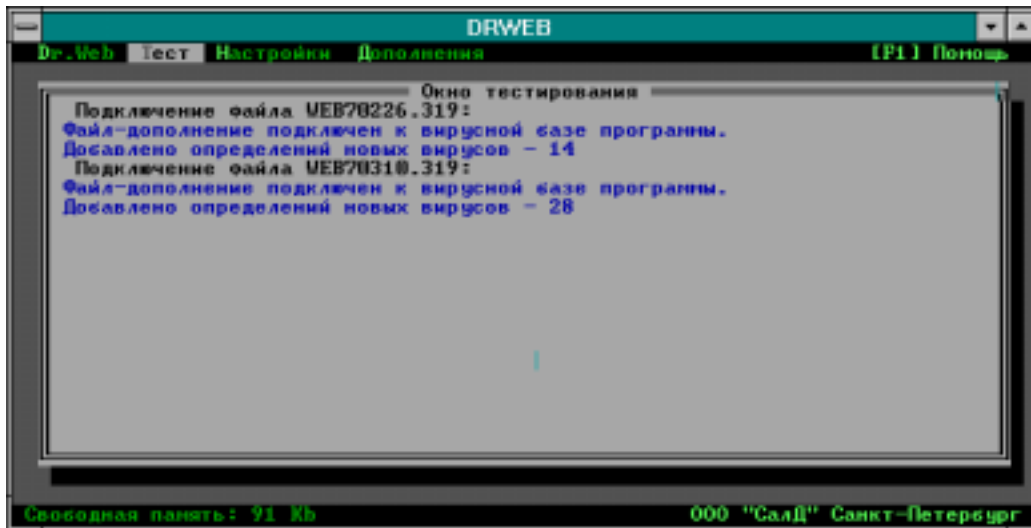 DRWEB
Dr.Web Тест Настройки Дополнения [F1] Помощь
Окно тестирования
Подключение файла WEB70226.319:
Файл-дополнение подключен к вирусной базе программы.
Добавлено определений новых вирусов - 14
Подключение файла WEB70310.319:
Файл-дополнение подключен к вирусной базе программы.
Добавлено определений новых вирусов - 28
Свободная память: 91 Kb ООО "СалД" Санкт-Петербург